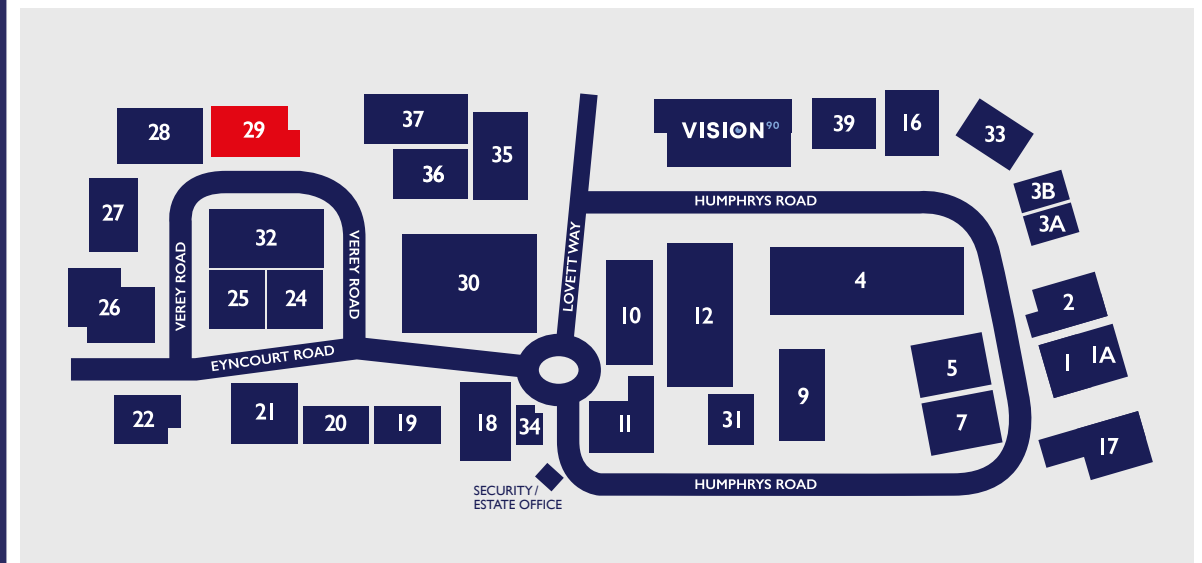 28
29
37
35
36
27
32
25
24
26
30
VEREY ROAD
VEREY ROAD
EYNCOURT ROAD
22
21
20
19
18
34
SECURITY /
ESTATE OFFICE
LOVETT WAY
VISION90
39
16
33
3B
3A
HUMPHRYS ROAD
10
12
4
2
1
1A
5
7
9
31
11
17
HUMPHRYS ROAD